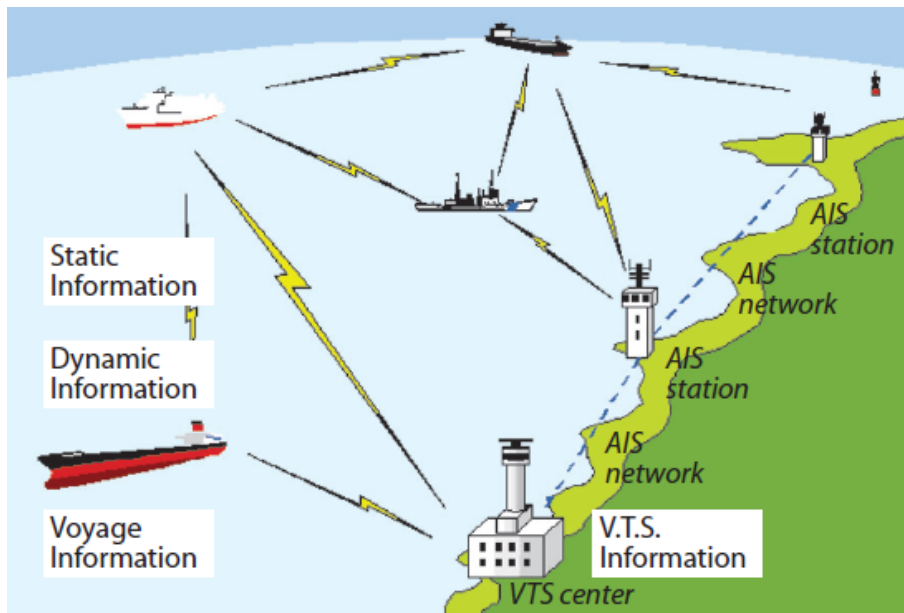 Static
Information
Dynamic
Information
Voyage
Information
AIS
station
AIS
network
AIS
station
AIS
network
V.T.S.
Information
VTS center